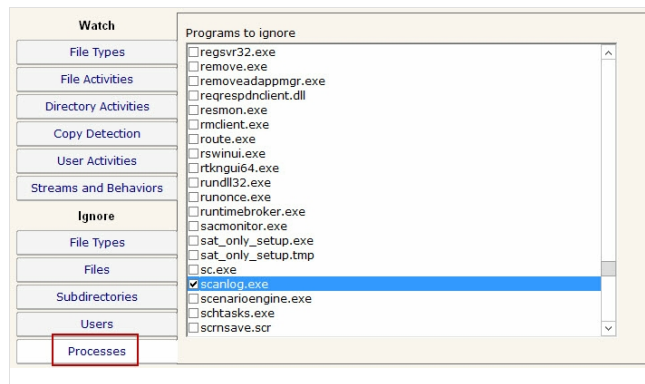 Watch
File Types
File Activities
Directory Activities
Copy Detection
User Activities
Streams and Behaviors
Ignore
File Types
Files
Subdirectories
Users
Processes
Programs to ignore
regsvr32.exe
remove.exe
removeadappmgr.exe
reqrespdnclient.dll
resmon.exe
rmclient.exe
route.exe
rswinui.exe
rtkngui64.exe
rundll32.exe
runonce.exe
runtimebroker.exe
sacmonitor.exe
sat_only_setup.exe
sat_only_setup.tmp
sc.exe
scanlog.exe
scenarioengine.exe
schtasks.exe
scrnsave.scr